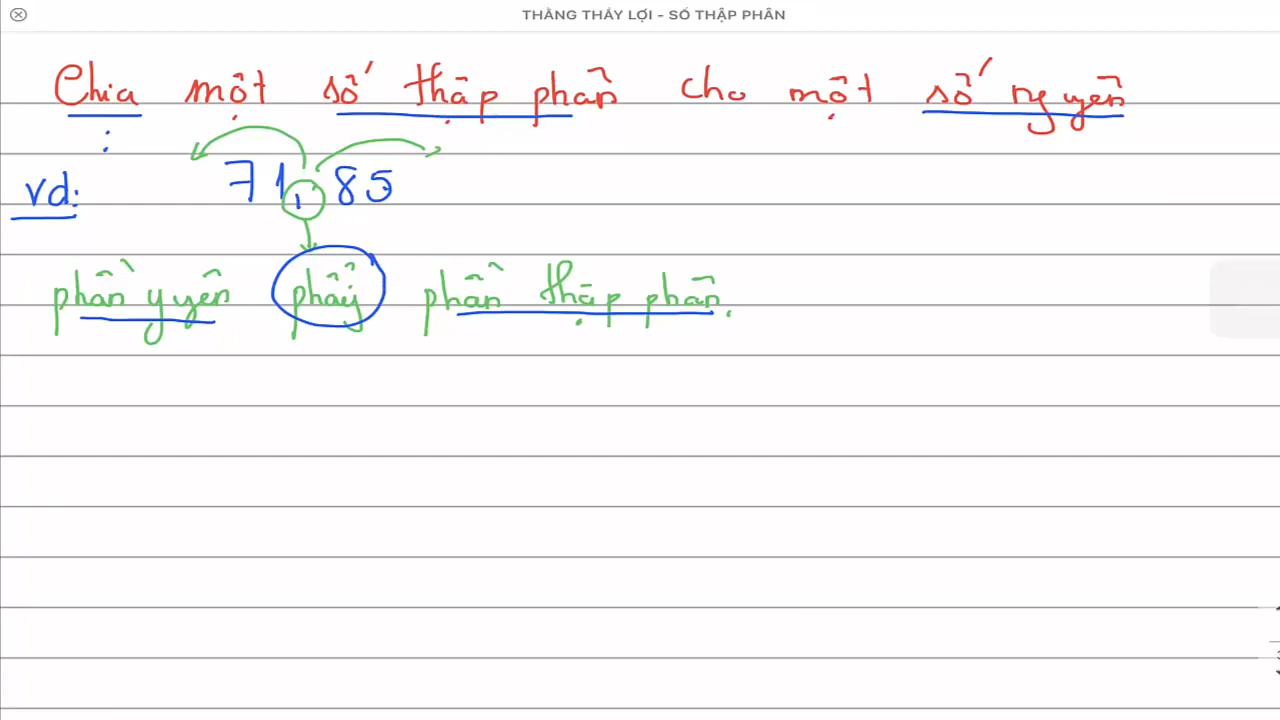 THẰNG THẦY LỢI - SỐ THẬP PHÂN
Chia một số thập phân cho một số nguyên
:
vd: 71,85
phần yyên phẩy phần thập phân.